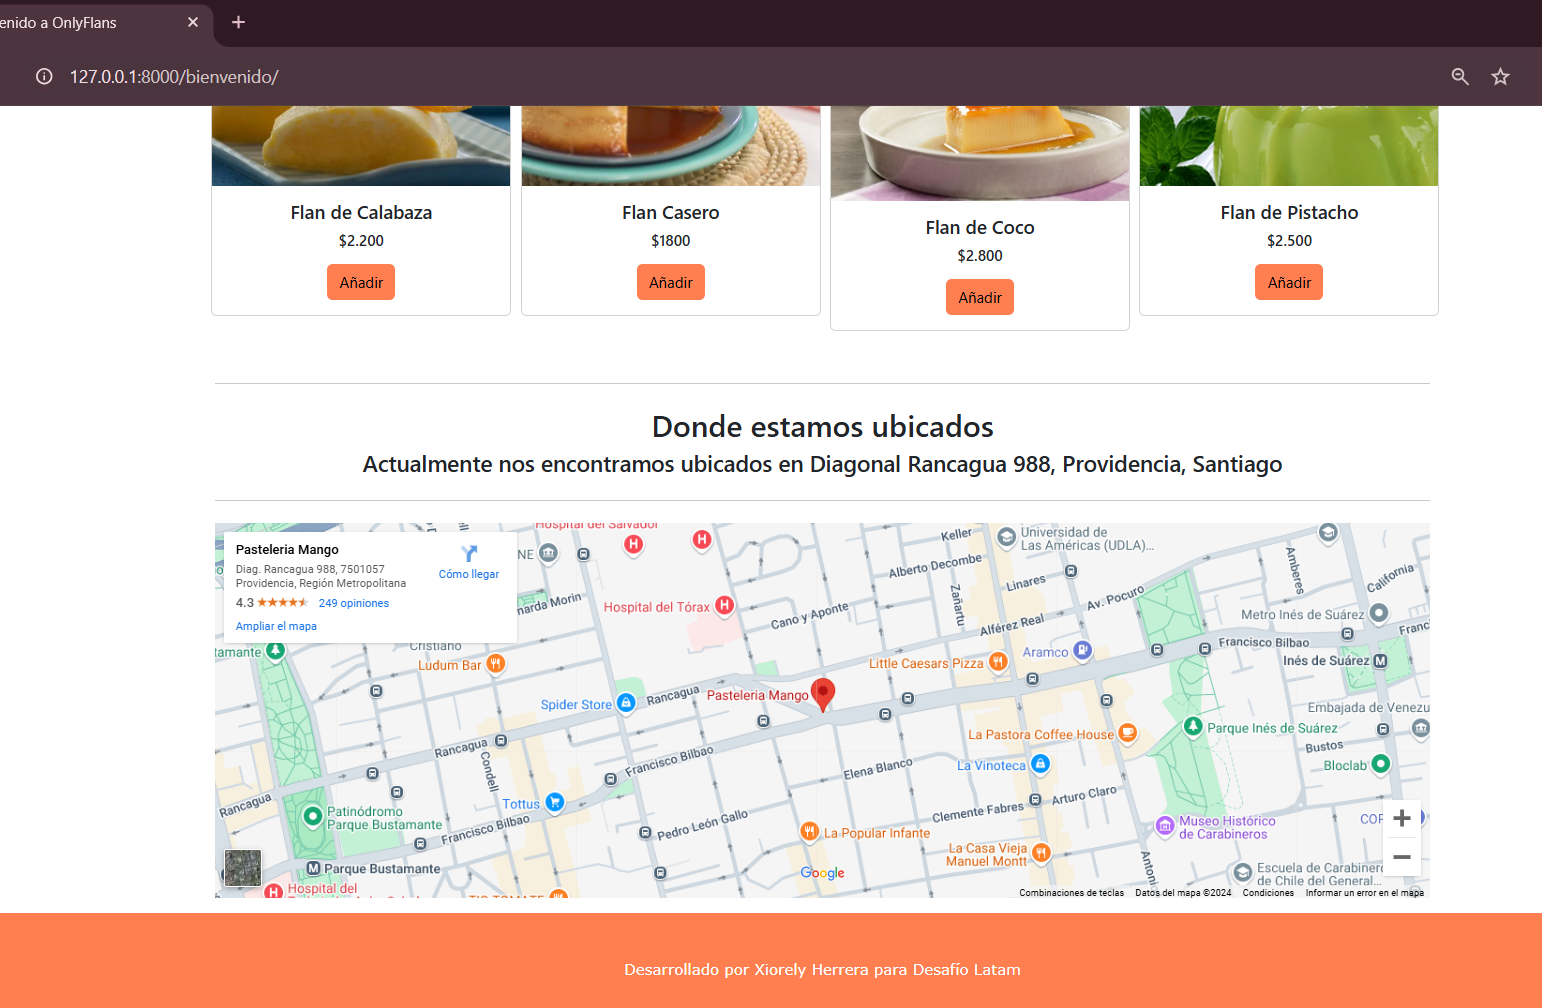 enido a OnlyFlans
127.0.0.1:8000/bienvenido/
Flan de Calabaza
$2.200
Añadir
Flan Casero
$1800
Añadir
Flan de Coco
$2.800
Añadir
Flan de Pistacho
$2.500
Añadir
Donde estamos ubicados
Actualmente nos encontramos ubicados en Diagonal Rancagua 988, Providencia, Santiago
Pasteleria Mango
Diag. Rancagua 988, 7501057
Providencia, Región Metropolitana
4.3 249 opiniones
Ampliar el mapa
Cómo llegar
Hospital del Salvador
NE
Keller
Universidad de
Las Américas (UDLA)...
Alberto Decombe
Linares
Amberes
California
Zañartu
Av. Pocuro
Hospital del Tórax
Cano y Aponte
Alférez Real
Metro Inés de Suárez
Francisco Bilbao
Franc
tamante
Cristiano
Ludum Bar
Little Caesars Pizza
Aramco
Inés de Suárez
M
Spider Store
Rancagua
Pasteleria Mango
Embajada de Venezu
Rancagua
Francisco Bilbao
La Pastora Coffee House
Parque Inés de Suárez
Bustos
Condell
Elena Blanco
La Vinoteca
Bloclab
Rancagua
Tottus
Clemente Fabres
Arturo Claro
Patinódromo
Parque Bustamante
Francisco Bilbao
Pedro León Gallo
La Popular Infante
Museo Histórico
de Carabineros
La Casa Vieja
Manuel Montt
Antonio
M Parque Bustamante
Google
Escuela de Carabiner
de Chile del General...
Hospital del
TIO TOMATE
Combinaciones de teclas
Datos del mapa ©2024
Condiciones
Informar un error en el mapa
Desarrollado por Xiorely Herrera para Desafío Latam